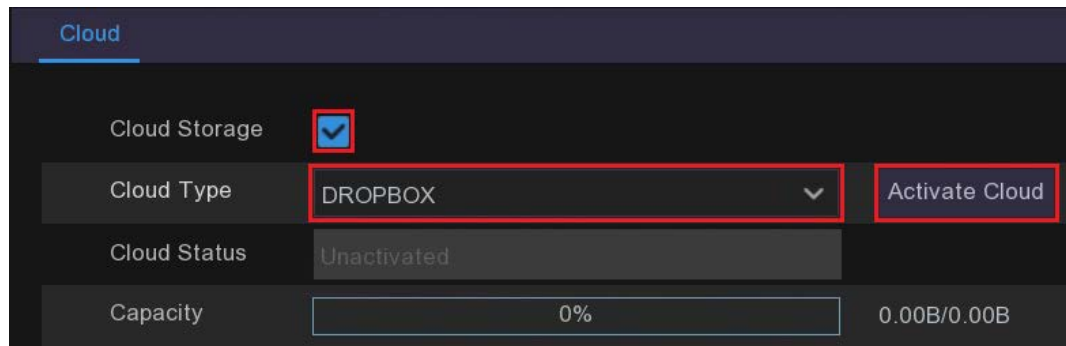 Cloud
Cloud Storage
Cloud Type DROPBOX Activate Cloud
Cloud Status Unactivated
Capacity 0% 0.00B/0.00B